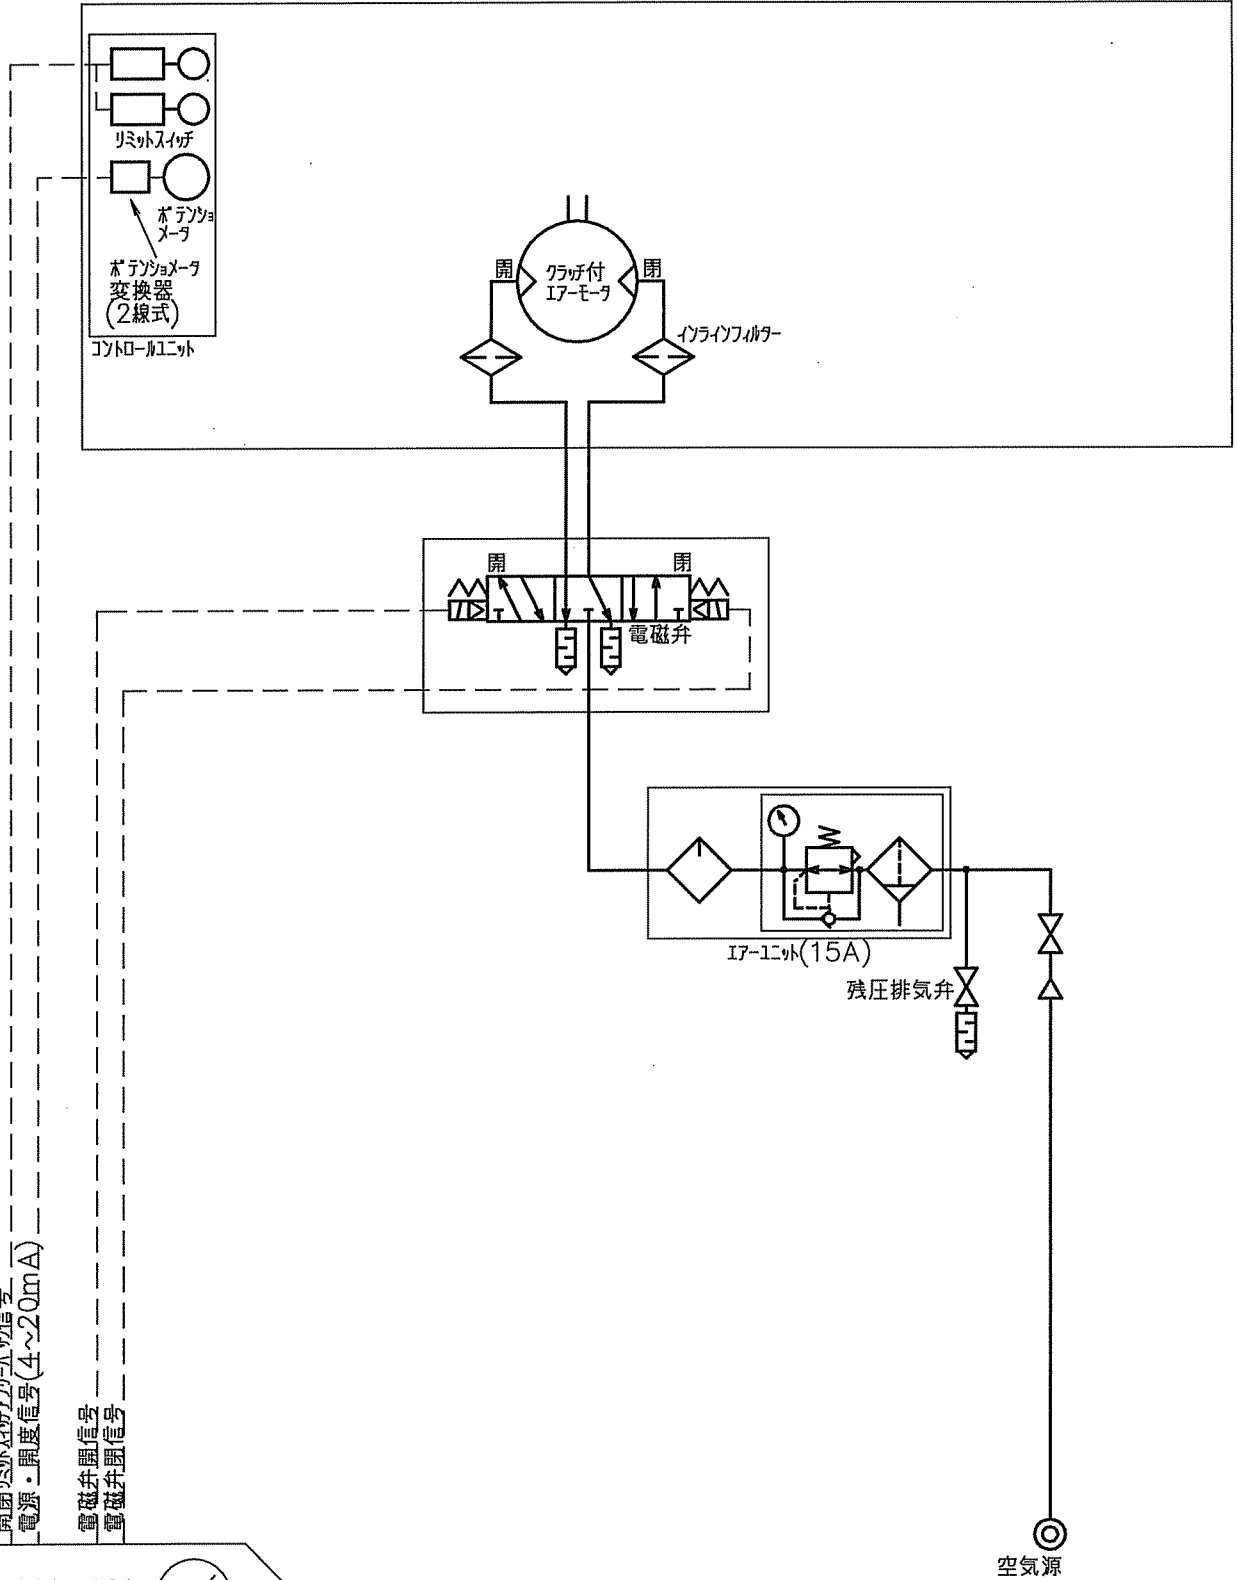 リミットスイッチ
ポテンショ
メータ
ポテンショメータ
変換器
(2線式)
コントロールユニット
開
クラッチ付
エアーモータ
閉
インラインフィルター
開
閉
電磁弁
エアーユニット(15A)
残圧排気弁
空気源
電源・開度信号(4~20mA)
電磁弁開信号
電磁弁閉信号